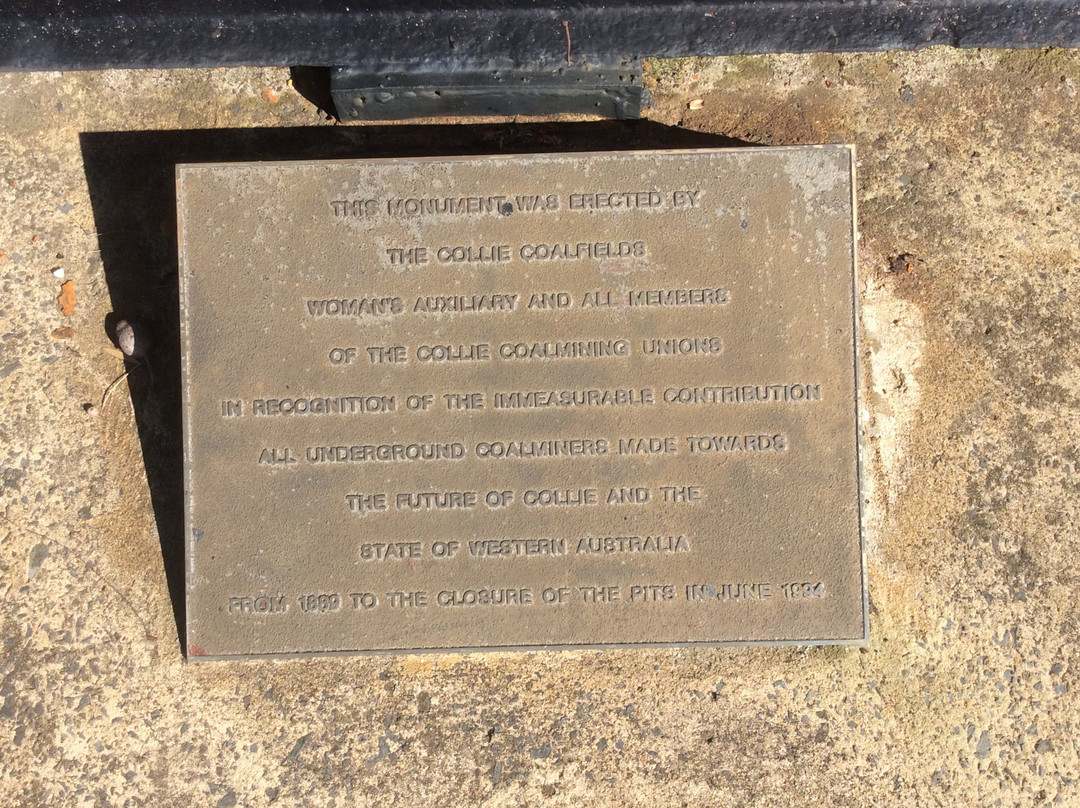 THIS MONUMENT WAS ERECTED BY
THE COLLIE COALFIELDS
WOMAN'S AUXILIARY AND ALL MEMBERS
OF THE COLLIE COALMINING UNIONS
IN RECOGNITION OF THE IMMEASURABLE CONTRIBUTION
ALL UNDERGROUND COALMINERS MADE TOWARDS
THE FUTURE OF COLLIE AND THE
STATE OF WESTERN AUSTRALIA
FROM TO THE CLOSURE OF THE PITS IN JUNE 1994